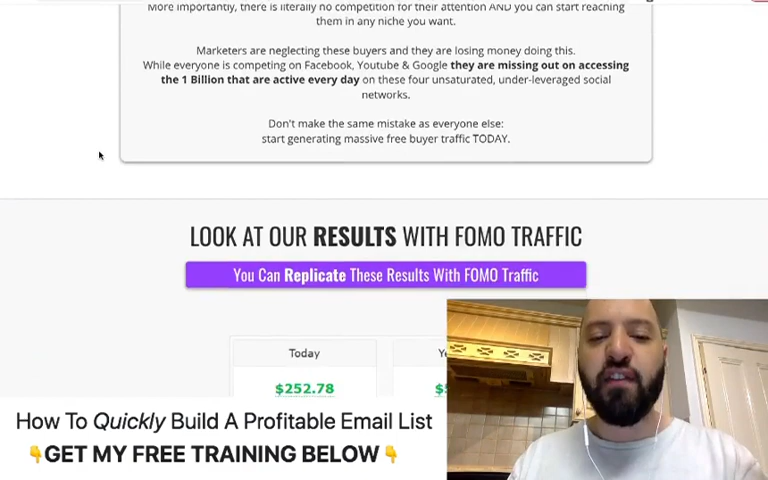 More importantly, there is literally no competition for their attention AND you can start reaching
them in any niche you want.
Marketers are neglecting these buyers and they are losing money doing this.
While everyone is competing on Facebook, Youtube & Google they are missing out on accessing
the 1 Billion that are active every day on these four unsaturated, under-leveraged social
networks.
Don't make the same mistake as everyone else:
start generating massive free buyer traffic TODAY.
LOOK AT OUR RESULTS WITH FOMO TRAFFIC
You Can Replicate These Results With FOMO Traffic
Today
$252.78
How To Quickly Build A Profitable Email List
👇GET MY FREE TRAINING BELOW👇